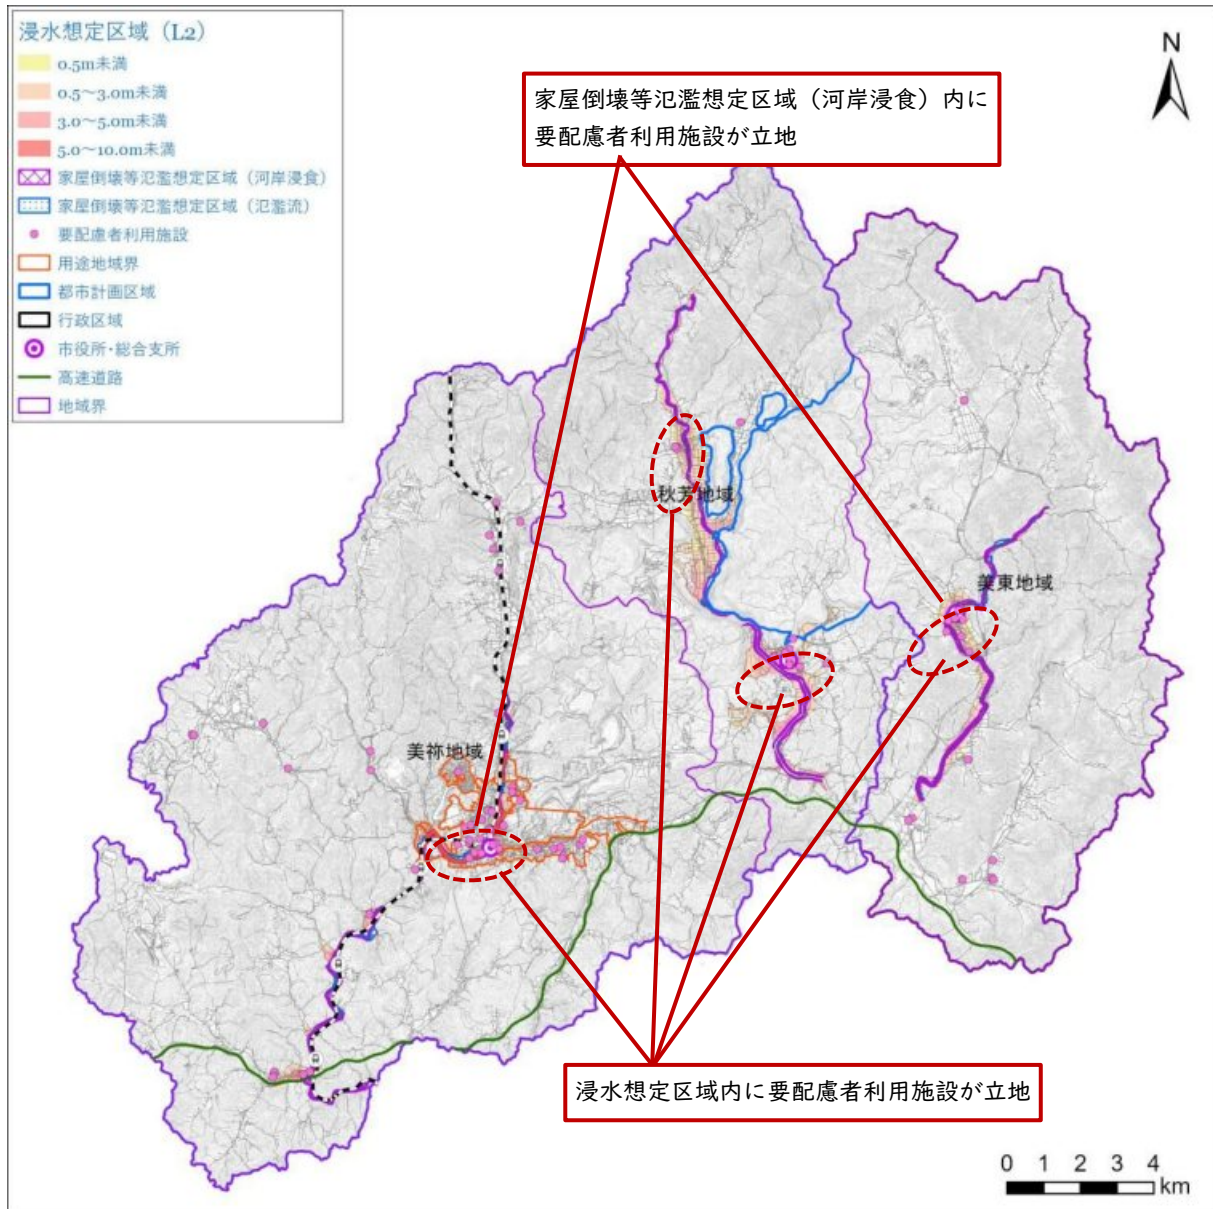 浸水想定区域（L2）
0.5m未満
0.5～3.0m未満
3.0～5.0m未満
5.0～10.0m未満
家屋倒壊等氾濫想定区域（河岸浸食）
家屋倒壊等氾濫想定区域（氾濫流）
要配慮者利用施設
用途地域界
都市計画区域
行政区域
市役所・総合支所
高速道路
地域界
家屋倒壊等氾濫想定区域（河岸浸食）内に
要配慮者利用施設が立地
N
秋芳地域
美東地域
美祢地域
浸水想定区域内に要配慮者利用施設が立地
0 1 2 3 4
km